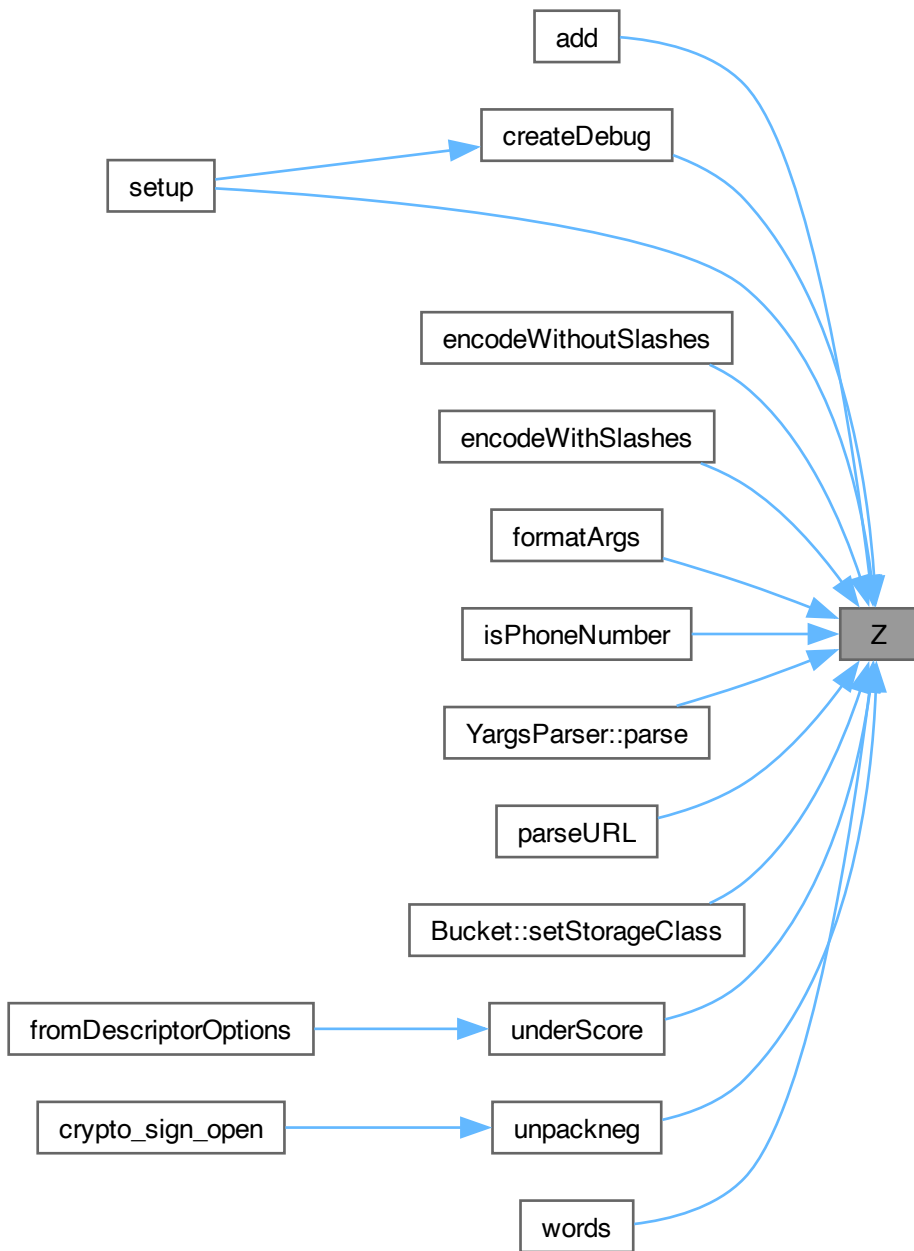 add
createDebug
setup
encodeWithoutSlashes
encodeWithSlashes
formatArgs
isPhoneNumber
Z
YargsParser::parse
parseURL
Bucket::setStorageClass
fromDescriptorOptions
underScore
crypto_sign_open
unpackneg
words